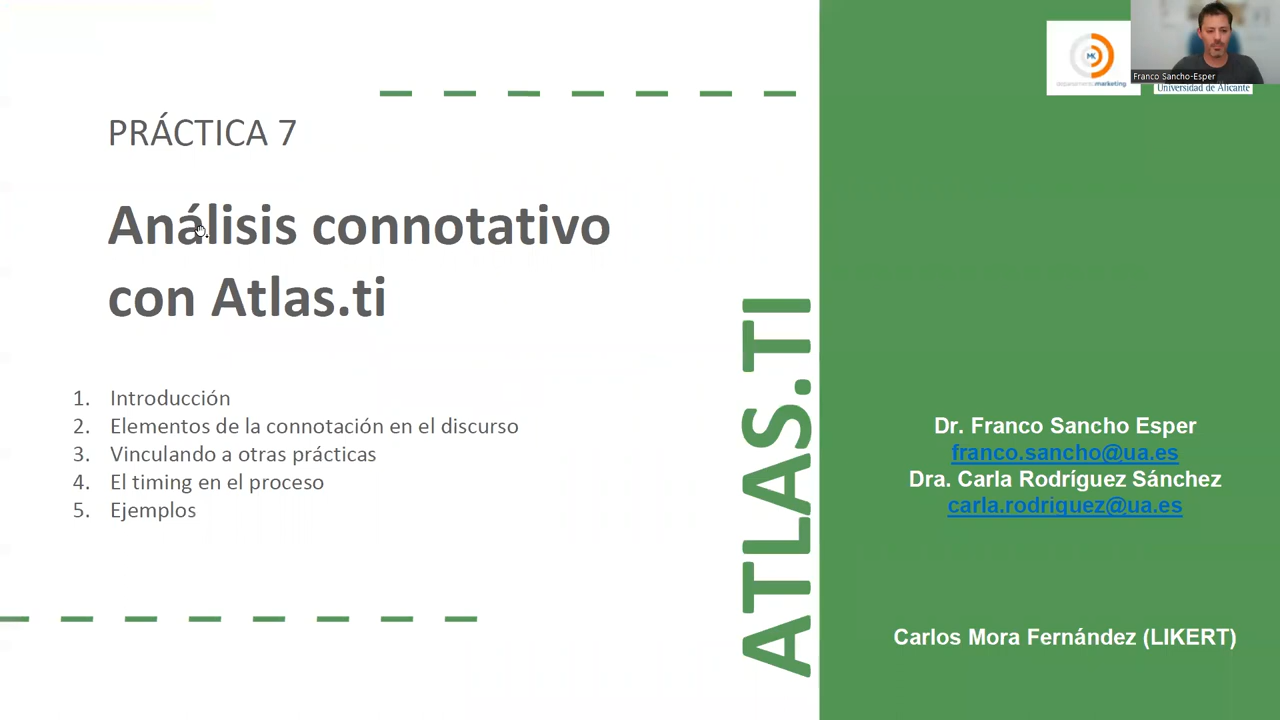 PRÁCTICA 7
Análisis connotativo
con Atlas.ti
1. Introducción
2. Elementos de la connotación en el discurso
3. Vinculando a otras prácticas
4. El timing en el proceso
5. Ejemplos
ATLAS.TI
MK
departamento.marketing
Franco Sancho-Esper
Universidad de Alicante
Dr. Franco Sancho Esper
franco.sancho@ua.es
Dra. Carla Rodríguez Sánchez
carla.rodriguez@ua.es
Carlos Mora Fernández (LIKERT)